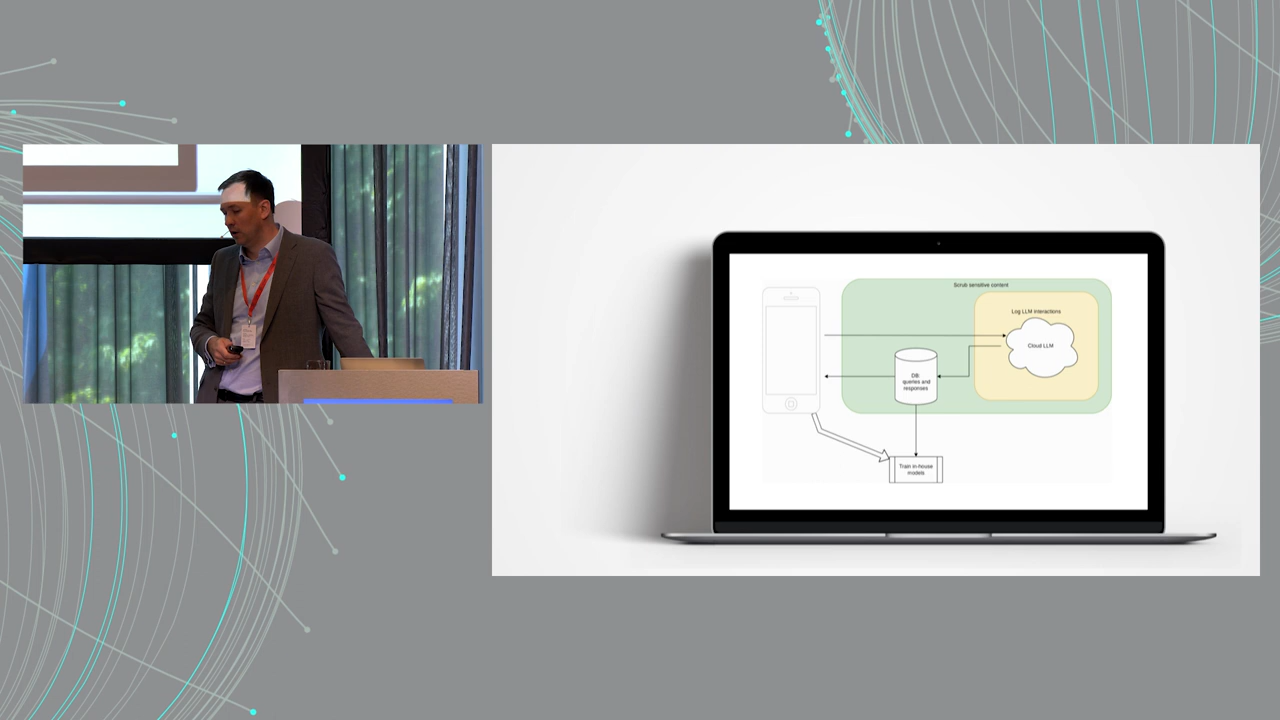 Scrub sensitive content
Log LLM interactions
Cloud LLM
DB:
queries and
responses
Train in-house
models